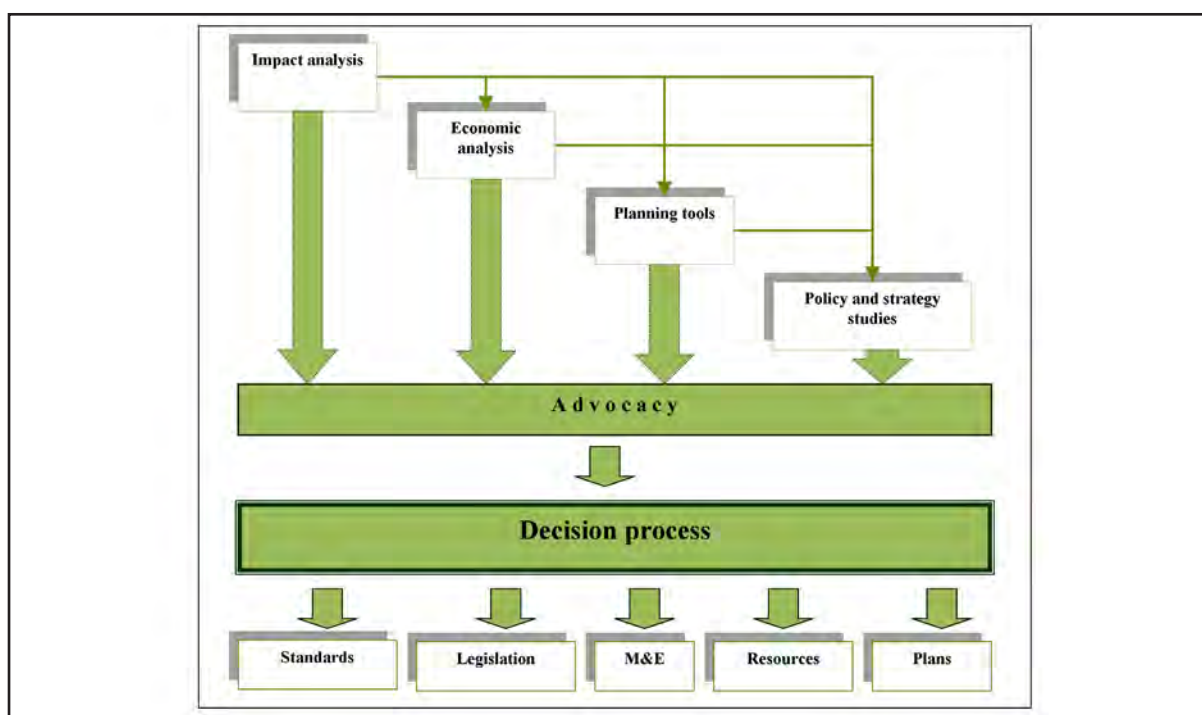 Impact analysis
Economic
analysis
Planning tools
Policy and strategy
studies
A d v o c a c y
Decision process
Standards
Legislation
M&E
Resources
Plans